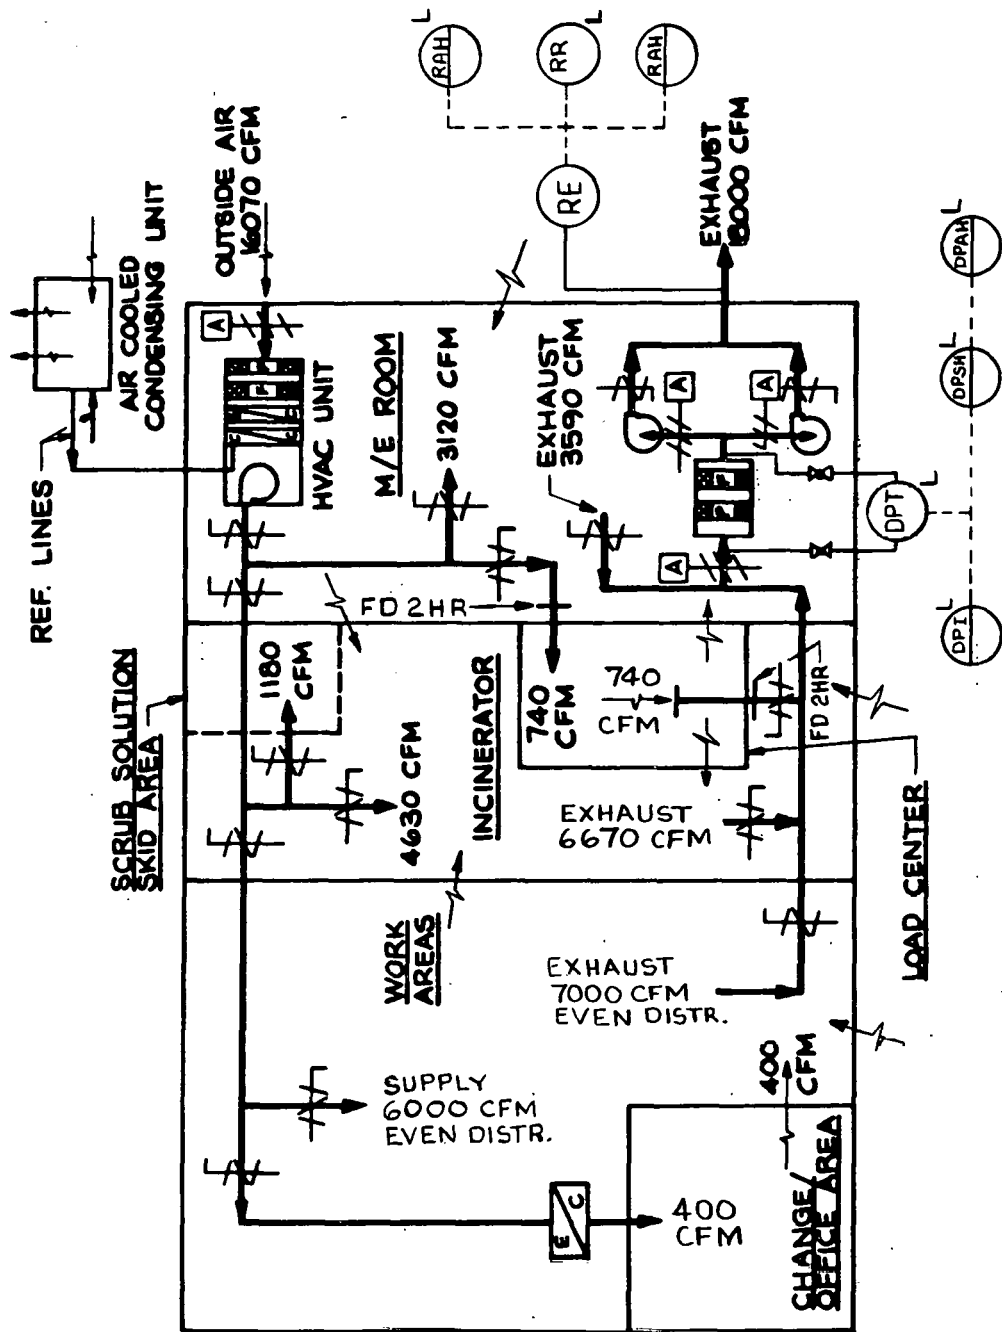 REF. LINES
AIR COOLED
CONDENSING UNIT
OUTSIDE AIR
16070 CFM
RAH
L
RR
L
RAH
L
RE
EXHAUST
18000 CFM
A
F
F
HVAC UNIT
M/E ROOM
3120 CFM
EXHAUST
3590 CFM
A
A
A
F
F
DPT
L
DPAH
L
DPSH
L
DPI
L
FD 2HR
SCRUB SOLUTION
SKID AREA
1180
CFM
4630 CFM
INCINERATOR
740
CFM
740
CFM
FD 2HR
EXHAUST
6670 CFM
LOAD CENTER
WORK
AREAS
EXHAUST
7000 CFM
EVEN DISTR.
SUPPLY
6000 CFM
EVEN DISTR.
E
C
400
CFM
400
CFM
CHANGE/
OFFICE AREA